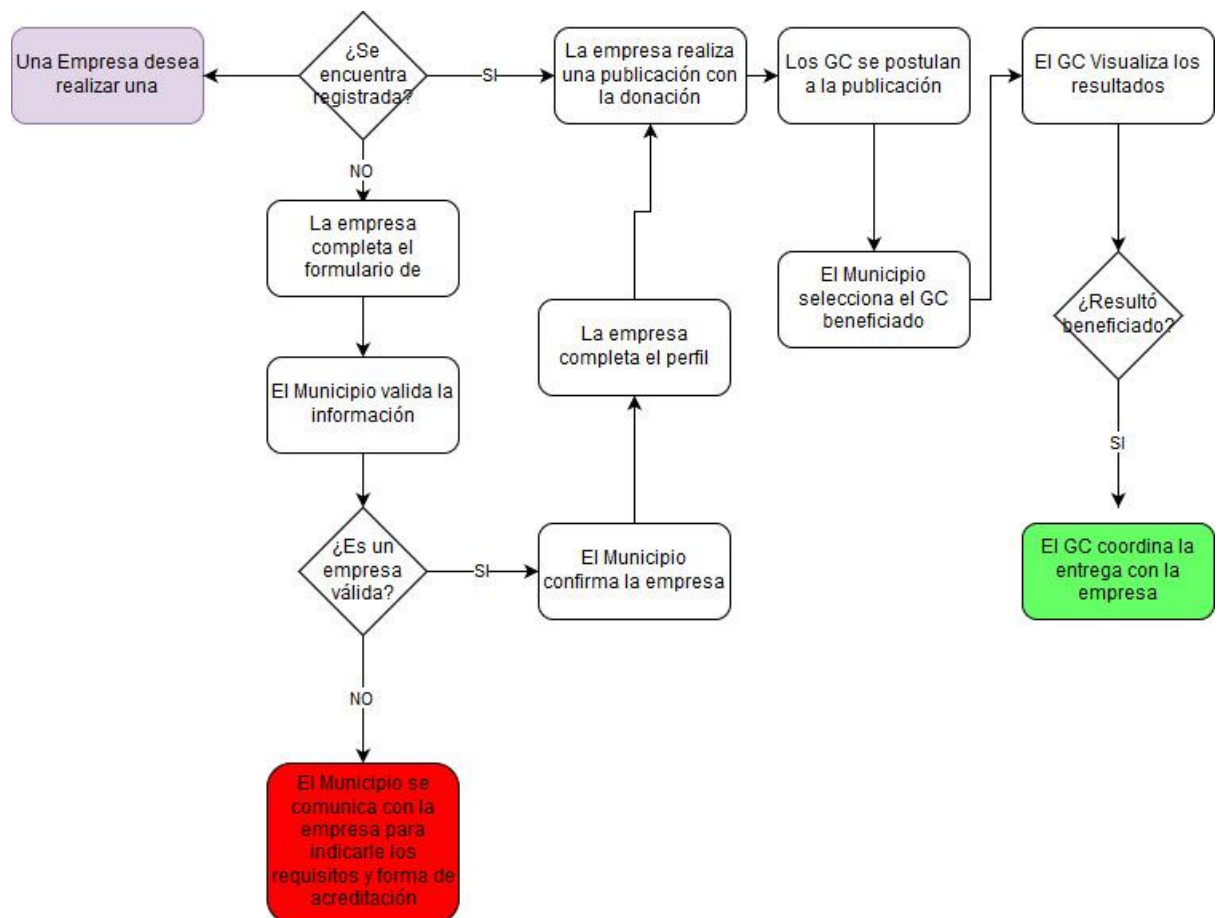 Una Empresa desea
realizar una
¿Se
encuentra
registrada?
SI
La empresa realiza
una publicación con
la donación
Los GC se postulan
a la publicación
El GC Visualiza los
resultados
NO
La empresa
completa el
formulario de
El Municipio
selecciona el GC
beneficiado
¿Resultó
beneficiado?
La empresa
completa el perfil
El Municipio valida la
información
SI
¿Es un
empresa
válida?
SI
El Municipio
confirma la empresa
El GC coordina la
entrega con la
empresa
NO
El Municipio se
comunica con la
empresa para
indicarle los
requisitos y forma de
acreditación